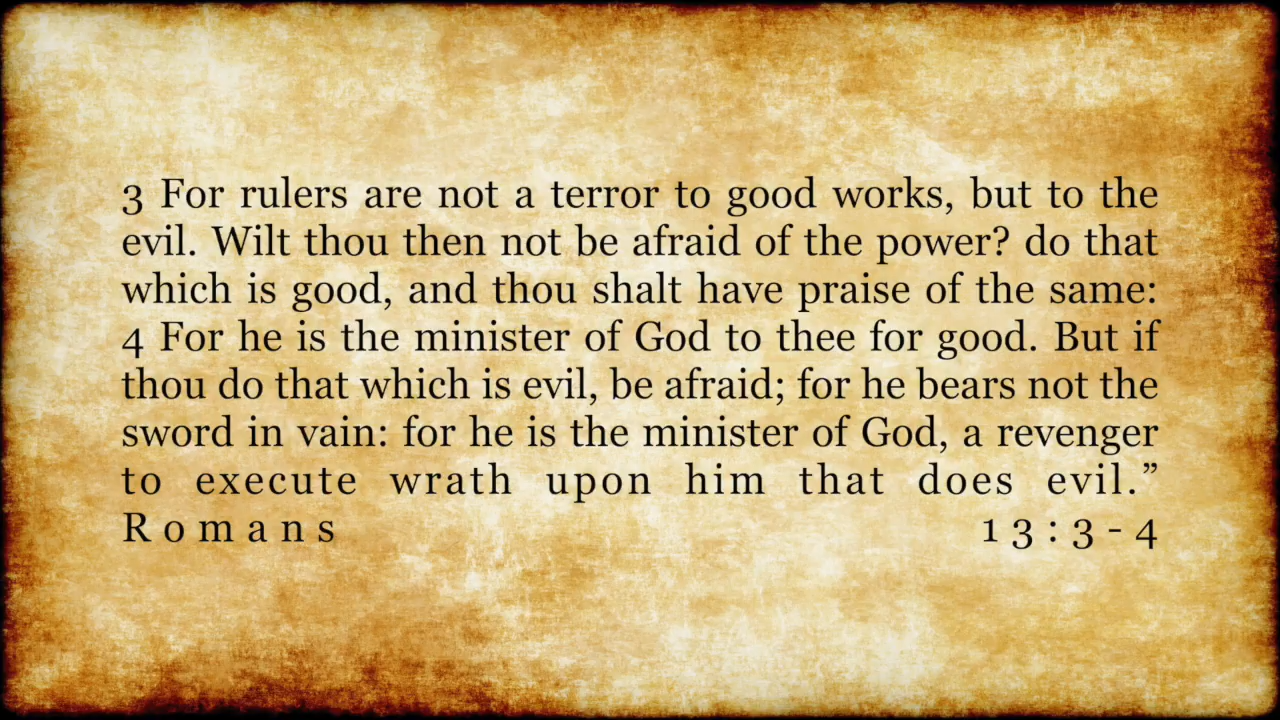 3 For rulers are not a terror to good works, but to the
evil. Wilt thou then not be afraid of the power? do that
which is good, and thou shalt have praise of the same:
4 For he is the minister of God to thee for good. But if
thou do that which is evil, be afraid; for he bears not the
sword in vain: for he is the minister of God, a revenger
to execute wrath upon him that does evil.”
Romans 13:3-4